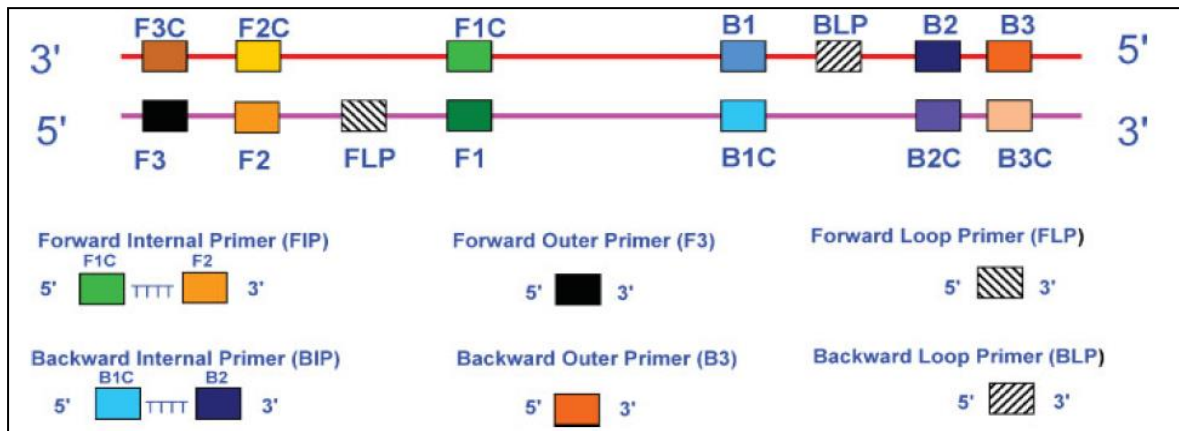 F3C F2C F1C B1 BLP B2 B3
3' 5'
5' 3'
F3 F2 FLP F1 B1C B2C B3C
Forward Internal Primer (FIP) Forward Outer Primer (F3) Forward Loop Primer (FLP)
F1C F2
5' TTTT 3' 5' 3' 5' 3'
Backward Internal Primer (BIP) Backward Outer Primer (B3) Backward Loop Primer (BLP)
B1C B2
5' TTTT 3' 5' 3' 5' 3'